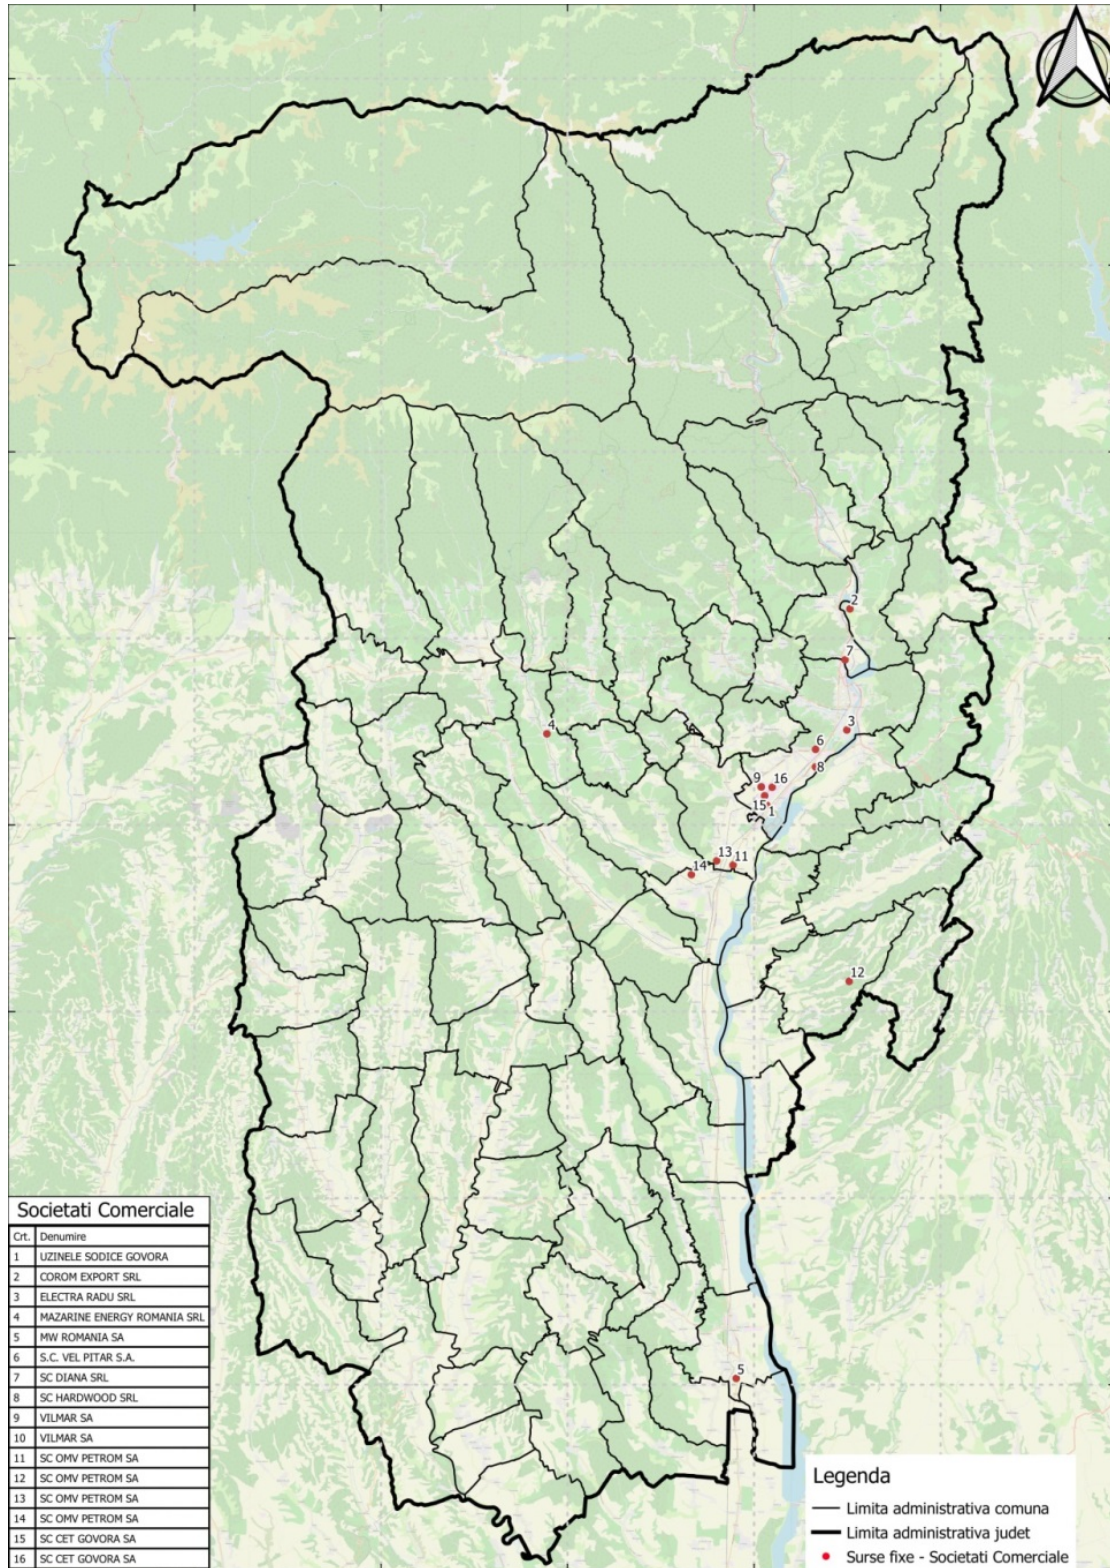 2
7
3
4
6
8
9
16
15
1
13
11
14
12
5
Societati Comerciale
Crt. Denumire
1 UZINELE SODICE GOVORA
2 COROM EXPORT SRL
3 ELECTRA RADU SRL
4 MAZARINE ENERGY ROMANIA SRL
5 MW ROMANIA SA
6 S.C. VEL PITAR S.A.
7 SC DIANA SRL
8 SC HARDWOOD SRL
9 VILMAR SA
10 VILMAR SA
11 SC OMV PETROM SA
12 SC OMV PETROM SA
13 SC OMV PETROM SA
14 SC OMV PETROM SA
15 SC CET GOVORA SA
16 SC CET GOVORA SA
Legenda
Limita administrativa comuna
Limita administrativa judet
Surse fixe - Societati Comerciale